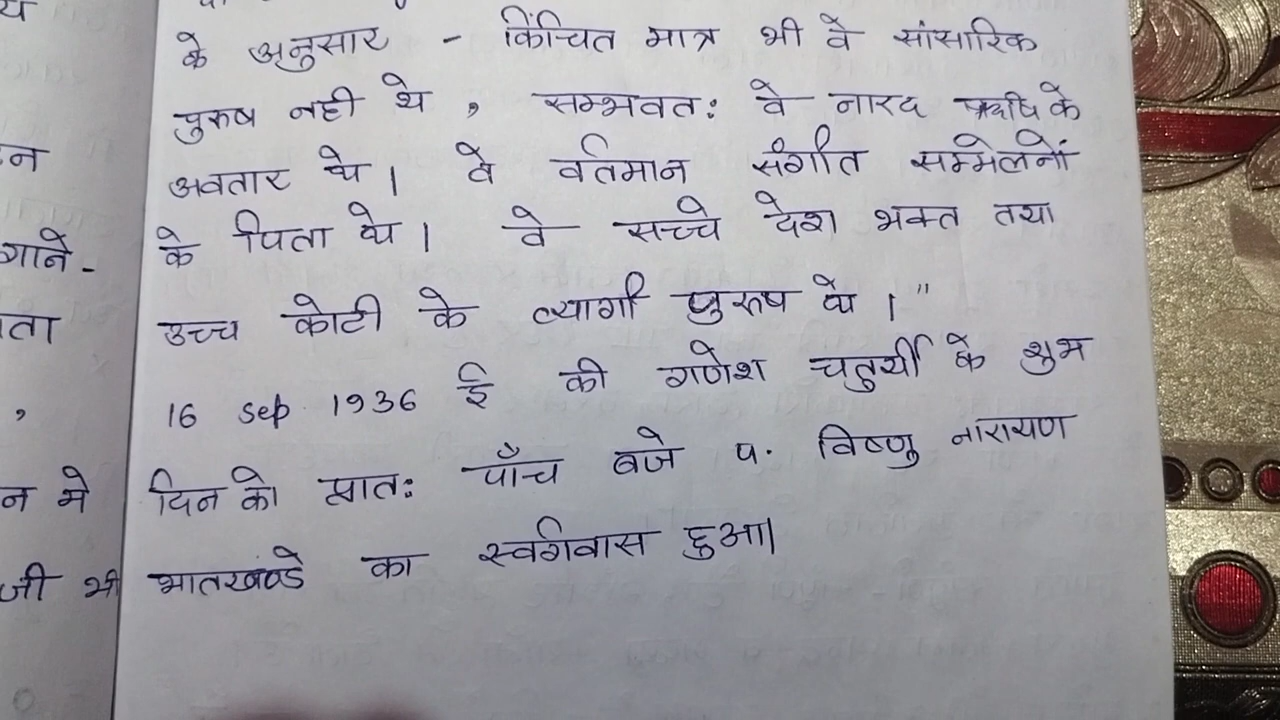 के अनुसार - किंचित मात्र भी वे सांसारिक
पुरुष नही थे , सम्भवतः वे नारद ऋषि के
अवतार थे। वे वर्तमान संगीत सम्मेलनों
के पिता थे। वे सच्चे देश भक्त तथा
उच्च कोटी के त्यागी पुरुष थे।"
16 Sep 1936 ई की गणेश चतुर्थी के शुभ
दिन को प्रातः पाँच बजे प. विष्णु नारायण
भातखण्डे का स्वर्गवास हुआ।
गाने-
न मे
जी भी